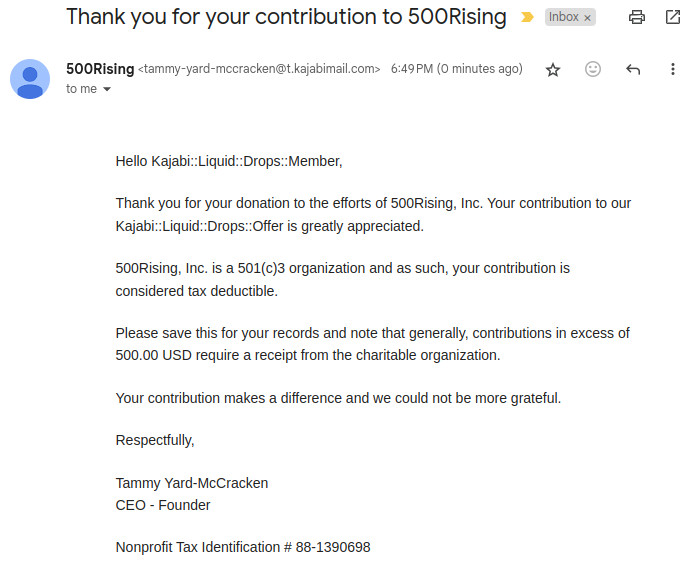 Thank you for your contribution to 500Rising Inbox ×
500Rising <tammy-yard-mccracken@t.kajabimail.com> 6:49 PM (0 minutes ago)
to me
Hello Kajabi::Liquid::Drops::Member,
Thank you for your donation to the efforts of 500Rising, Inc. Your contribution to our
Kajabi::Liquid::Drops::Offer is greatly appreciated.
500Rising, Inc. is a 501(c)3 organization and as such, your contribution is
considered tax deductible.
Please save this for your records and note that generally, contributions in excess of
500.00 USD require a receipt from the charitable organization.
Your contribution makes a difference and we could not be more grateful.
Respectfully,
Tammy Yard-McCracken
CEO - Founder
Nonprofit Tax Identification # 88-1390698